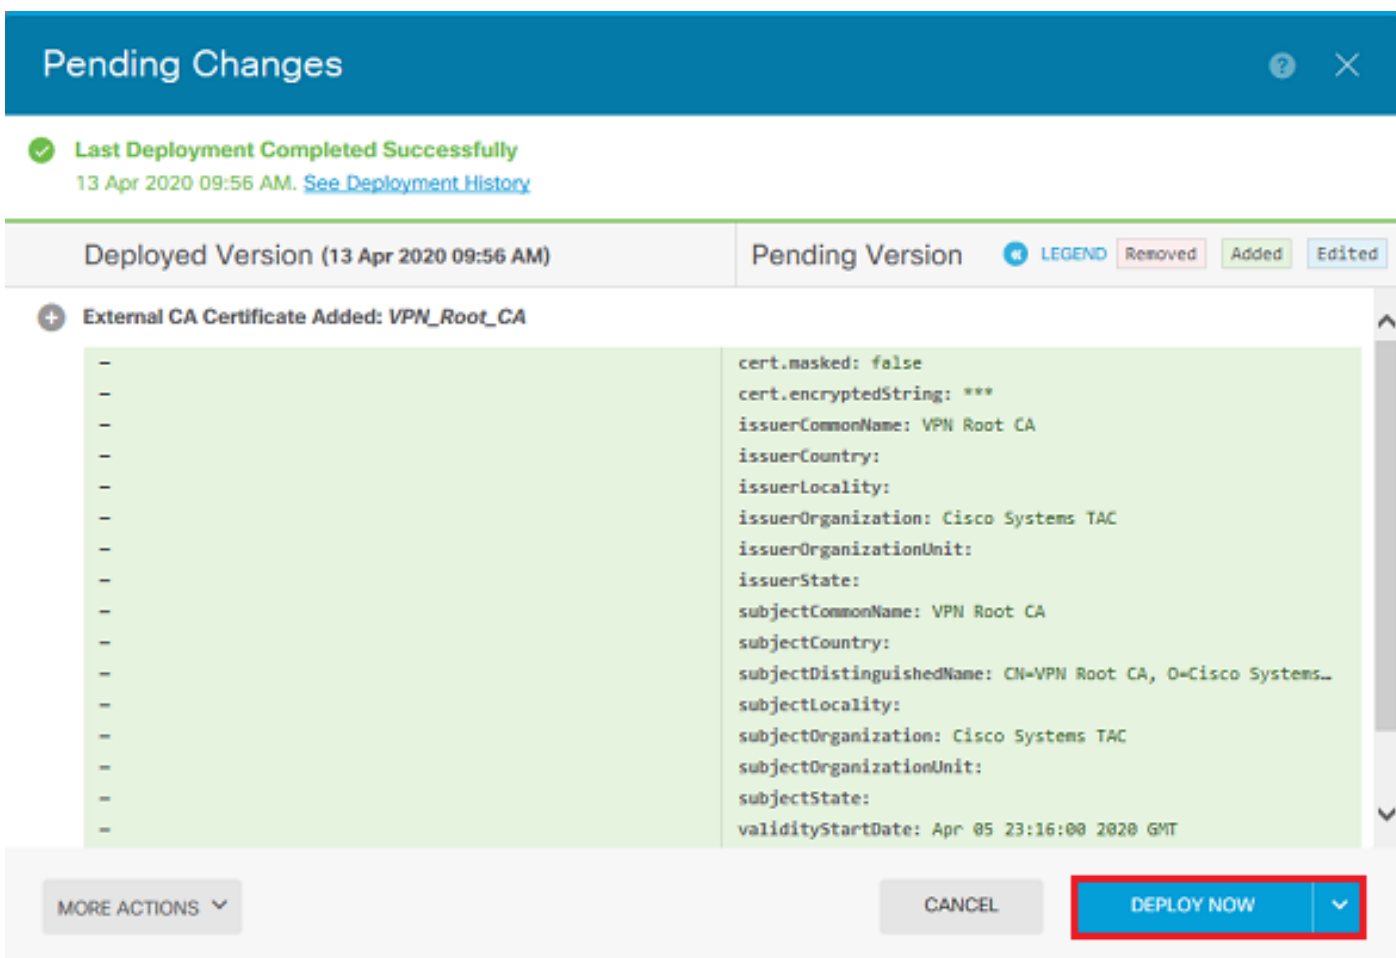 Pending Changes
Last Deployment Completed Successfully
13 Apr 2020 09:56 AM. See Deployment History
Deployed Version (13 Apr 2020 09:56 AM)
Pending Version
LEGEND Removed Added Edited
External CA Certificate Added: VPN_Root_CA
– cert.masked: false
– cert.encryptedString: ***
– issuerCommonName: VPN Root CA
– issuerCountry:
– issuerLocality:
– issuerOrganization: Cisco Systems TAC
– issuerOrganizationUnit:
– issuerState:
– subjectCommonName: VPN Root CA
– subjectCountry:
– subjectDistinguishedName: CN=VPN Root CA, O=Cisco Systems…
– subjectLocality:
– subjectOrganization: Cisco Systems TAC
– subjectOrganizationUnit:
– subjectState:
– validityStartDate: Apr 05 23:16:00 2020 GMT
MORE ACTIONS
CANCEL
DEPLOY NOW